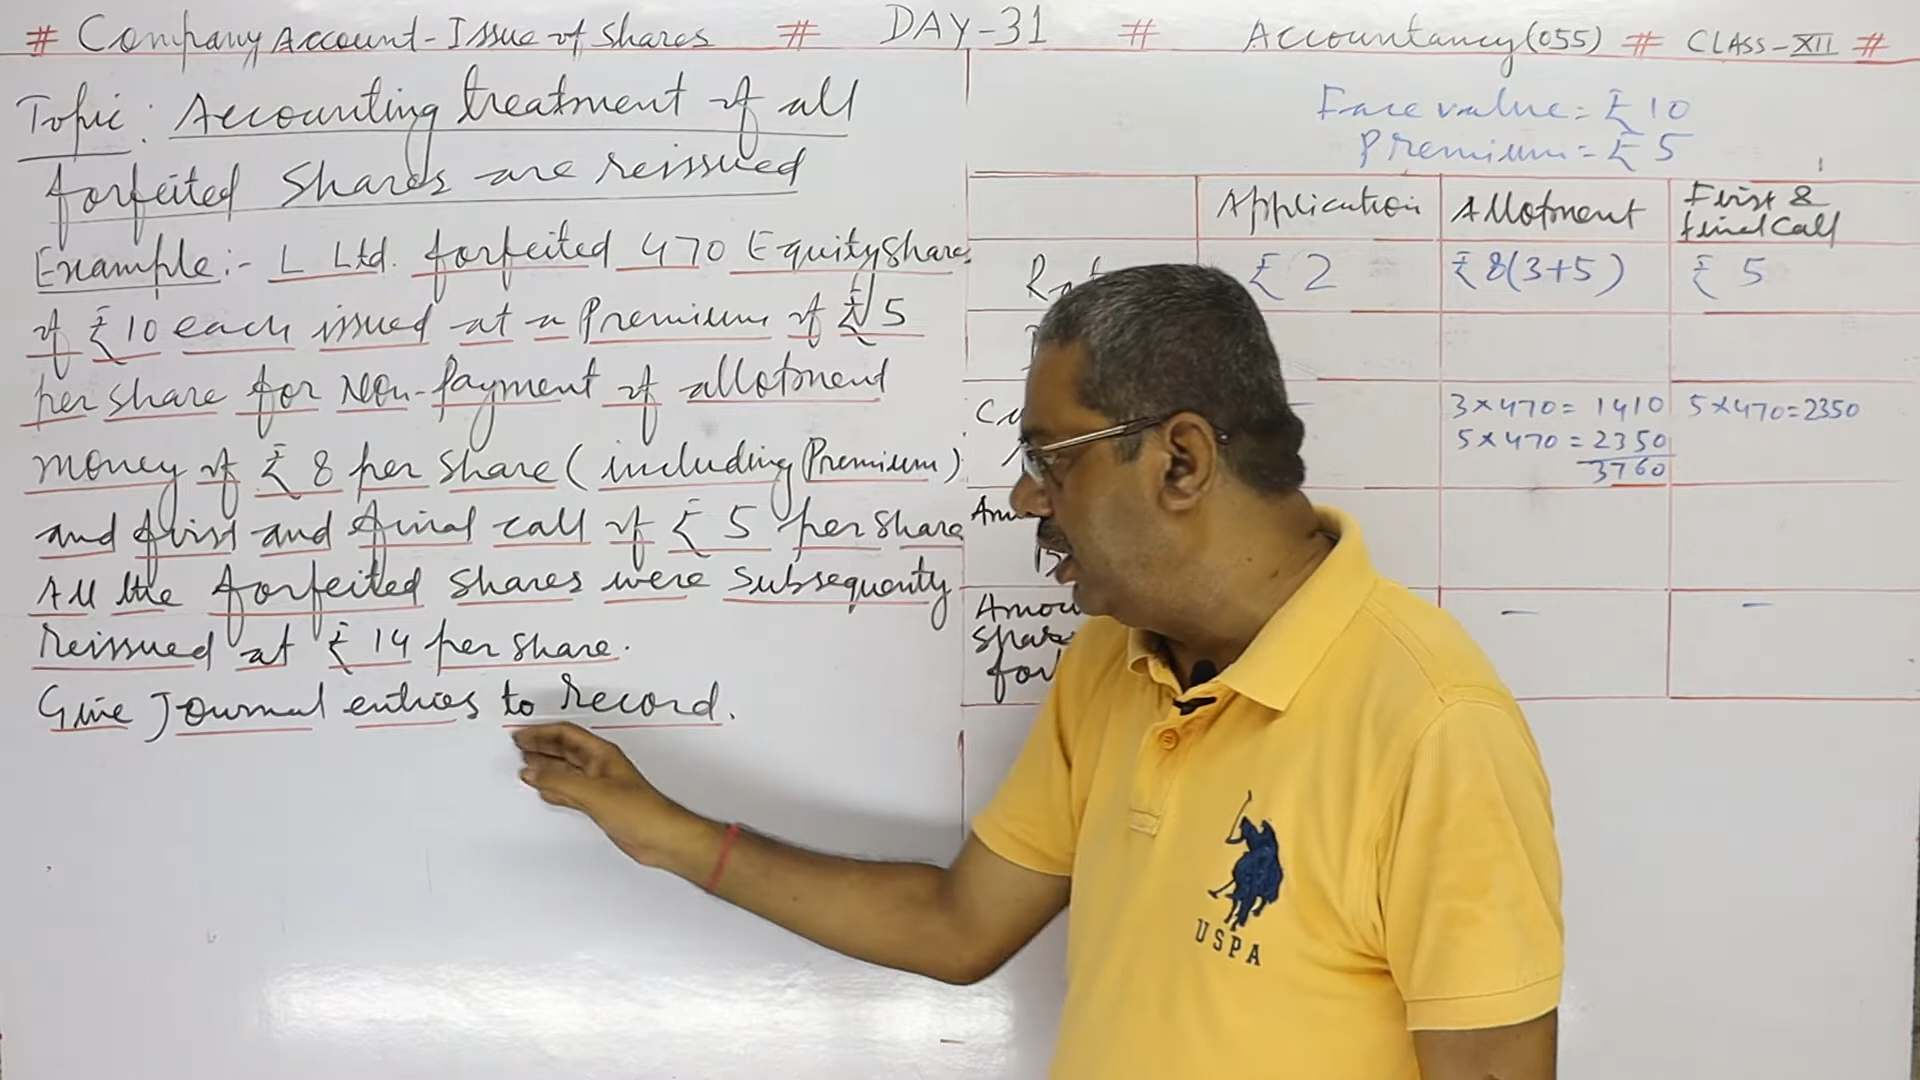 # Company Account-Issue of Shares # DAY-31 # Accountancy(055) # CLASS-XII #
Topic: Accounting treatment of all
forfeited Shares are reissued
Example:- L Ltd. forfeited 470 Equity Shares
of ₹10 each issued at a Premium of ₹5
per share for Non-Payment of allotment
money of ₹8 per share (including Premium)
and first and final call of ₹5 per share
All the forfeited shares were subsequently
reissued at ₹14 per share.
Give Journal entries to record.
Face value = ₹10
Premium = ₹5
Application Allotment First & final Call
₹ 2 ₹8(3+5) ₹ 5
3×470= 1410 5×470=2350
5×470=2350
3760
- -
USPA